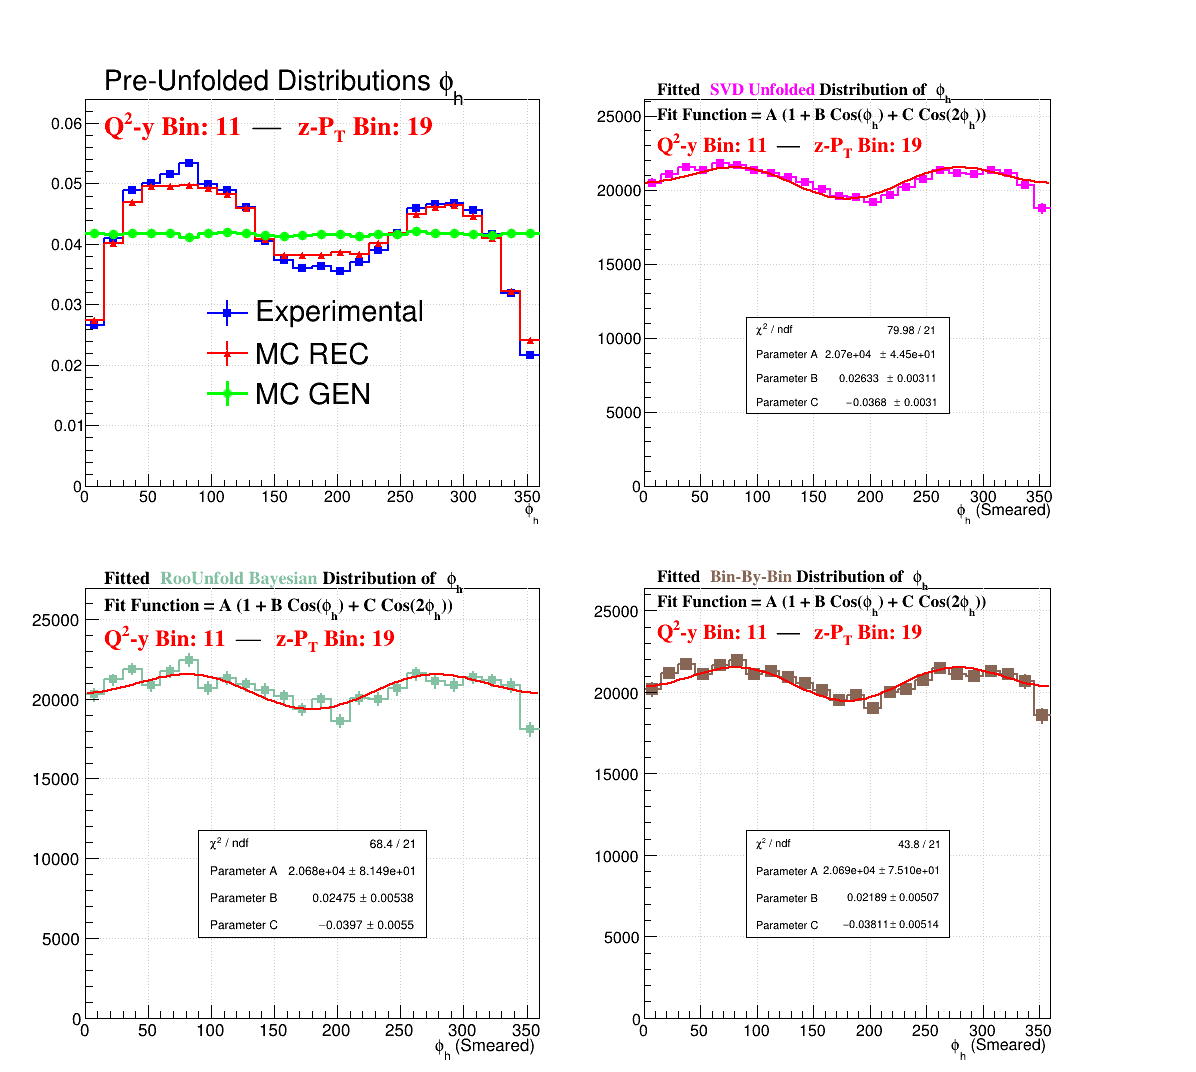 Pre-Unfolded Distributions ϕh
Q²-y Bin: 11 — z-PT Bin: 19
0.06
0.05
0.04
0.03
0.02
0.01
0
Experimental
MC REC
MC GEN
0 50 100 150 200 250 300 350
ϕh
Fitted SVD Unfolded Distribution of ϕh
Fit Function = A (1 + B Cos(ϕh) + C Cos(2ϕh))
Q²-y Bin: 11 — z-PT Bin: 19
25000
20000
15000
10000
5000
0
χ² / ndf 79.98 / 21
Parameter A 2.07e+04 ± 4.45e+01
Parameter B 0.02633 ± 0.00311
Parameter C −0.0368 ± 0.0031
0 50 100 150 200 250 300 350
ϕh (Smeared)
Fitted RooUnfold Bayesian Distribution of ϕh
Fit Function = A (1 + B Cos(ϕh) + C Cos(2ϕh))
Q²-y Bin: 11 — z-PT Bin: 19
25000
20000
15000
10000
5000
0
χ² / ndf 68.4 / 21
Parameter A 2.068e+04 ± 8.149e+01
Parameter B 0.02475 ± 0.00538
Parameter C −0.0397 ± 0.0055
0 50 100 150 200 250 300 350
ϕh (Smeared)
Fitted Bin-By-Bin Distribution of ϕh
Fit Function = A (1 + B Cos(ϕh) + C Cos(2ϕh))
Q²-y Bin: 11 — z-PT Bin: 19
25000
20000
15000
10000
5000
0
χ² / ndf 43.8 / 21
Parameter A 2.069e+04 ± 7.510e+01
Parameter B 0.02189 ± 0.00507
Parameter C −0.03811 ± 0.00514
0 50 100 150 200 250 300 350
ϕh (Smeared)